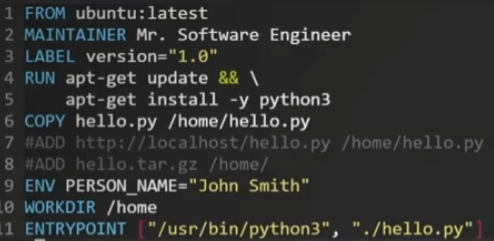 1 FROM ubuntu:latest
2 MAINTAINER Mr. Software Engineer
3 LABEL version="1.0"
4 RUN apt-get update && \
5     apt-get install -y python3
6 COPY hello.py /home/hello.py
7 #ADD http://localhost/hello.py /home/hello.py
8 #ADD hello.tar.gz /home/
9 ENV PERSON_NAME="John Smith"
10 WORKDIR /home
11 ENTRYPOINT ["/usr/bin/python3", "./hello.py"]